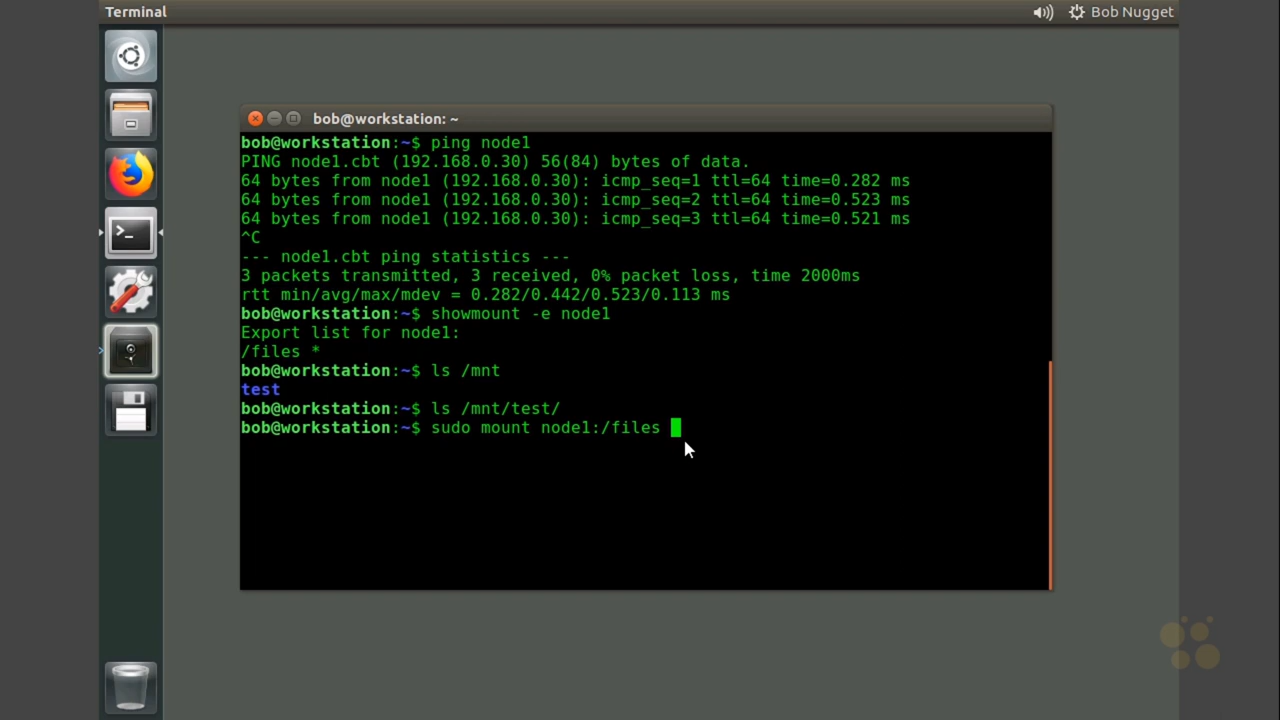 Terminal
Bob Nugget
bob@workstation: ~
bob@workstation:~$ ping node1
PING node1.cbt (192.168.0.30) 56(84) bytes of data.
64 bytes from node1 (192.168.0.30): icmp_seq=1 ttl=64 time=0.282 ms
64 bytes from node1 (192.168.0.30): icmp_seq=2 ttl=64 time=0.523 ms
64 bytes from node1 (192.168.0.30): icmp_seq=3 ttl=64 time=0.521 ms
^C
--- node1.cbt ping statistics ---
3 packets transmitted, 3 received, 0% packet loss, time 2000ms
rtt min/avg/max/mdev = 0.282/0.442/0.523/0.113 ms
bob@workstation:~$ showmount -e node1
Export list for node1:
/files *
bob@workstation:~$ ls /mnt
test
bob@workstation:~$ ls /mnt/test/
bob@workstation:~$ sudo mount node1:/files